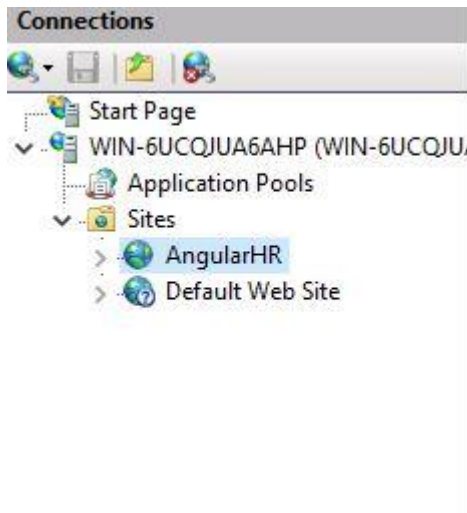 Connections
Start Page
WIN-6UCQJUA6AHP (WIN-6UCQJU
Application Pools
Sites
AngularHR
Default Web Site